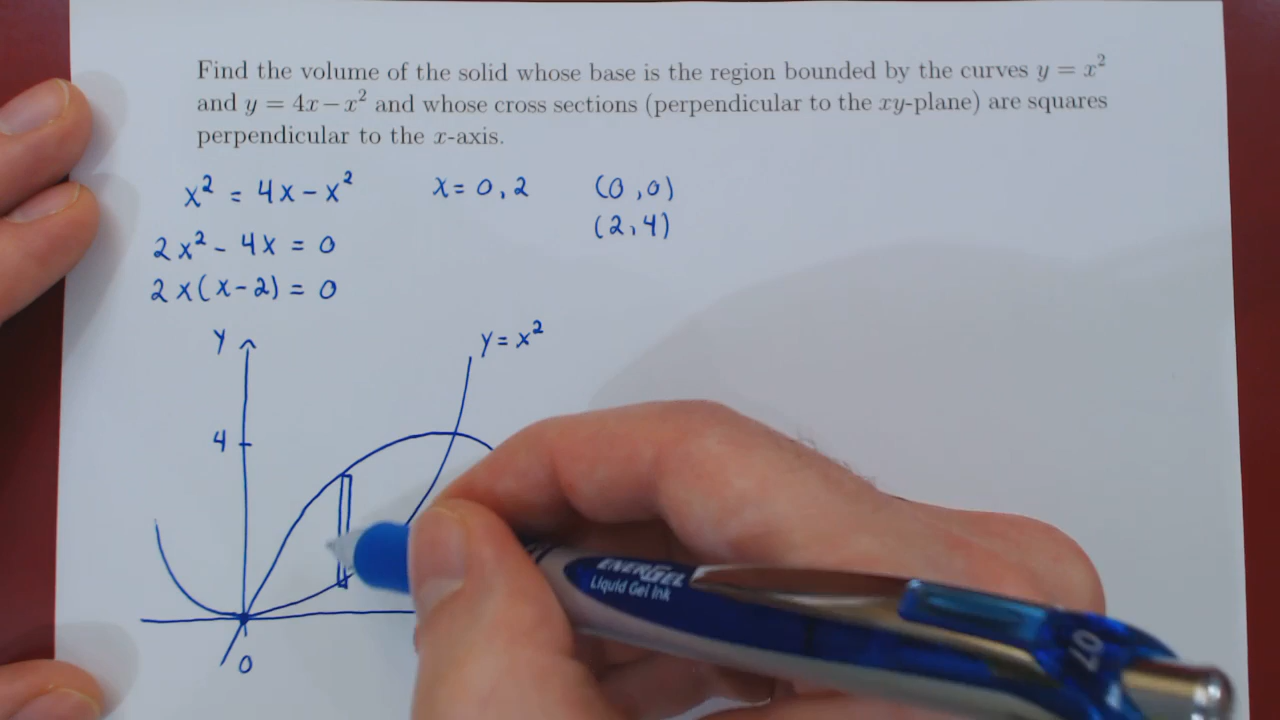 Find the volume of the solid whose base is the region bounded by the curves y = x²
and y = 4x−x² and whose cross sections (perpendicular to the xy-plane) are squares
perpendicular to the x-axis.
x² = 4x − x²
2x² − 4x = 0
2x(x−2) = 0
x = 0, 2
(0,0)
(2,4)
y
y = x²
4
0
ENERGEL
Liquid Gel Ink
07